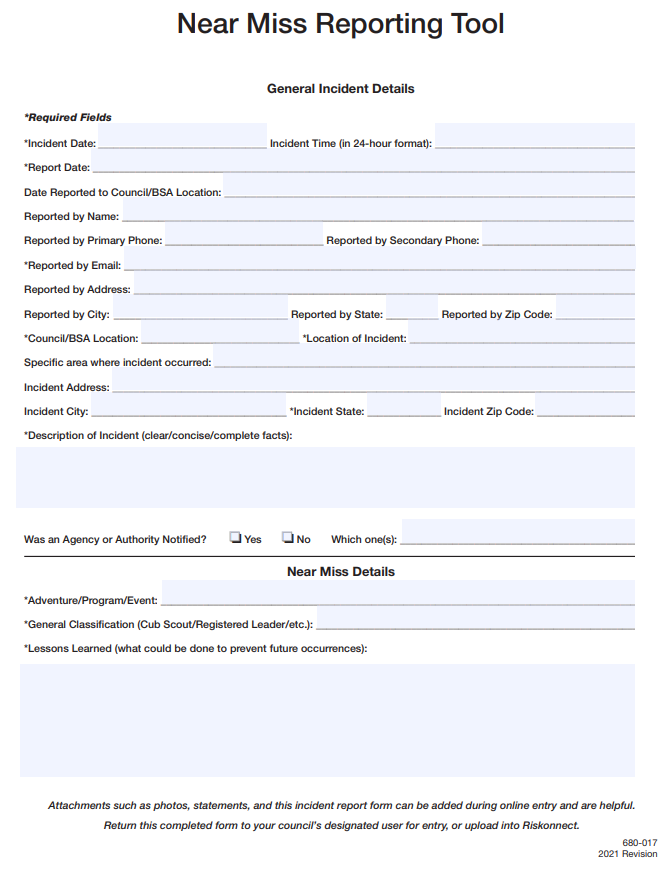 Near Miss Reporting Tool
General Incident Details
*Required Fields
*Incident Date: Incident Time (in 24-hour format):
*Report Date:
Date Reported to Council/BSA Location:
Reported by Name:
Reported by Primary Phone: Reported by Secondary Phone:
*Reported by Email:
Reported by Address:
Reported by City: Reported by State: Reported by Zip Code:
*Council/BSA Location: *Location of Incident:
Specific area where incident occurred:
Incident Address:
Incident City: *Incident State: Incident Zip Code:
*Description of Incident (clear/concise/complete facts):
Was an Agency or Authority Notified? Yes No Which one(s):
Near Miss Details
*Adventure/Program/Event:
*General Classification (Cub Scout/Registered Leader/etc.):
*Lessons Learned (what could be done to prevent future occurrences):
Attachments such as photos, statements, and this incident report form can be added during online entry and are helpful.
Return this completed form to your council's designated user for entry, or upload into Riskonnect.
680-017
2021 Revision